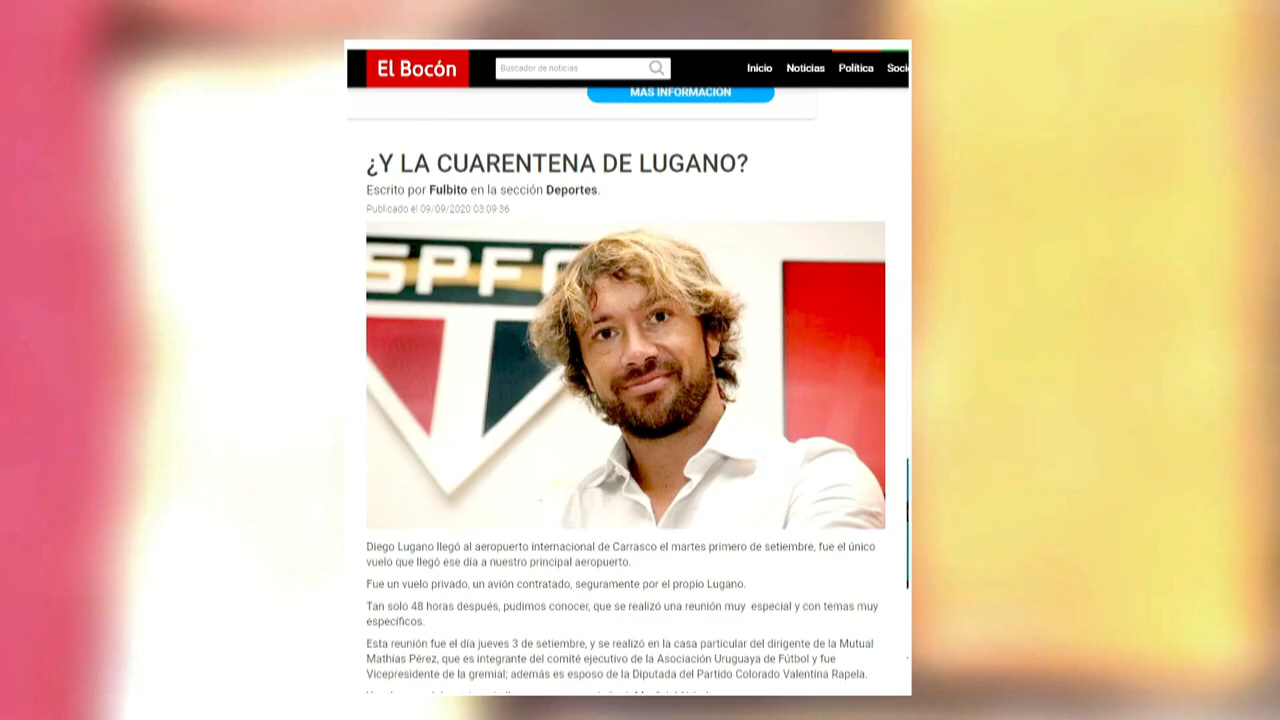 El Bocón
Buscador de noticias
Inicio Noticias Política Soci
MÁS INFORMACIÓN
¿Y LA CUARENTENA DE LUGANO?
Escrito por Fulbito en la sección Deportes.
Publicado el 09/09/2020 03:09:36
SPFC
Diego Lugano llegó al aeropuerto internacional de Carrasco el martes primero de setiembre, fue el único
vuelo que llegó ese día a nuestro principal aeropuerto.
Fue un vuelo privado, un avión contratado, seguramente por el propio Lugano.
Tan solo 48 horas después, pudimos conocer, que se realizó una reunión muy especial y con temas muy
específicos.
Esta reunión fue el día jueves 3 de setiembre, y se realizó en la casa particular del dirigente de la Mutual
Mathías Pérez, que es integrante del comité ejecutivo de la Asociación Uruguaya de Fútbol y fue
Vicepresidente de la gremial; además es esposo de la Diputada del Partido Colorado Valentina Rapela.